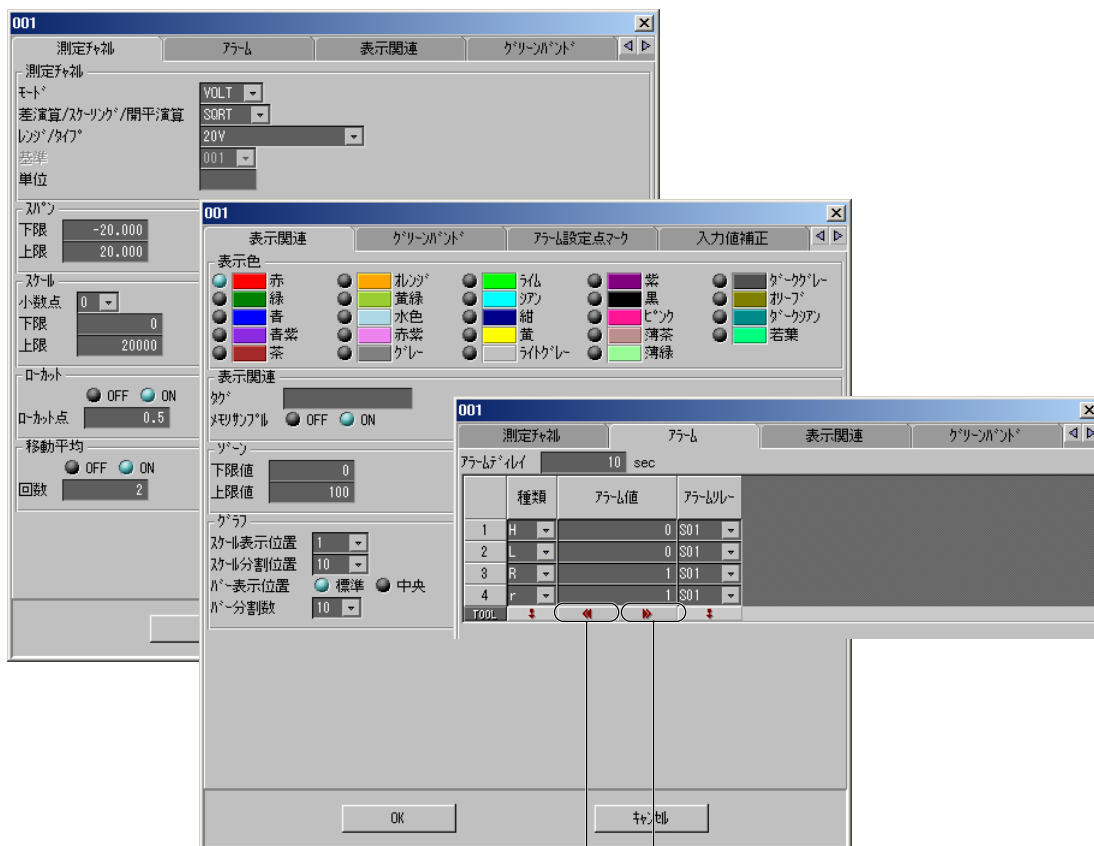 001
測定ﾁｬﾈﾙ ｱﾗｰﾑ 表示関連 ｸﾞﾘｰﾝﾊﾞﾝﾄﾞ
測定ﾁｬﾈﾙ
ﾓｰﾄﾞ VOLT
差演算/ｽｹｰﾘﾝｸﾞ/開平演算 SQRT
ﾚﾝｼﾞ/ﾀｲﾌﾟ 20V
基準 001
単位
ｽﾊﾟﾝ
下限 -20.000
上限 20.000
ｽｹｰﾙ
小数点 0
下限 0
上限 20000
ﾛｰｶｯﾄ
OFF ON
ﾛｰｶｯﾄ点 0.5
移動平均
OFF ON
回数 2
001
表示関連 ｸﾞﾘｰﾝﾊﾞﾝﾄﾞ ｱﾗｰﾑ設定点ﾏｰｸ 入力値補正
表示色
赤 ｵﾚﾝｼﾞ ﾗｲﾑ 紫 ﾀﾞｰｸｸﾞﾚｰ
緑 黄緑 ｼｱﾝ 黒 ｵﾘｰﾌﾞ
青 水色 紺 ﾋﾟﾝｸ ﾀﾞｰｸｼｱﾝ
青紫 赤紫 黄 薄茶 若葉
茶 ｸﾞﾚｰ ﾗｲﾄｸﾞﾚｰ 薄緑
表示関連
ﾀｸﾞ
ﾒﾓﾘｻﾝﾌﾟﾙ OFF ON
ｿﾞｰﾝ
下限値 0
上限値 100
ｸﾞﾗﾌ
ｽｹｰﾙ表示位置 1
ｽｹｰﾙ分割位置 10
ﾊﾞｰ表示位置 標準 中央
ﾊﾞｰ分割数 10
OK ｷｬﾝｾﾙ
001
測定ﾁｬﾈﾙ ｱﾗｰﾑ 表示関連 ｸﾞﾘｰﾝﾊﾞﾝﾄﾞ
ｱﾗｰﾑﾃﾞｨﾚｲ 10 sec
種類 ｱﾗｰﾑ値 ｱﾗｰﾑﾘﾚｰ
1 H 0 S01
2 L 0 S01
3 R 1 S01
4 r 1 S01
TOOL